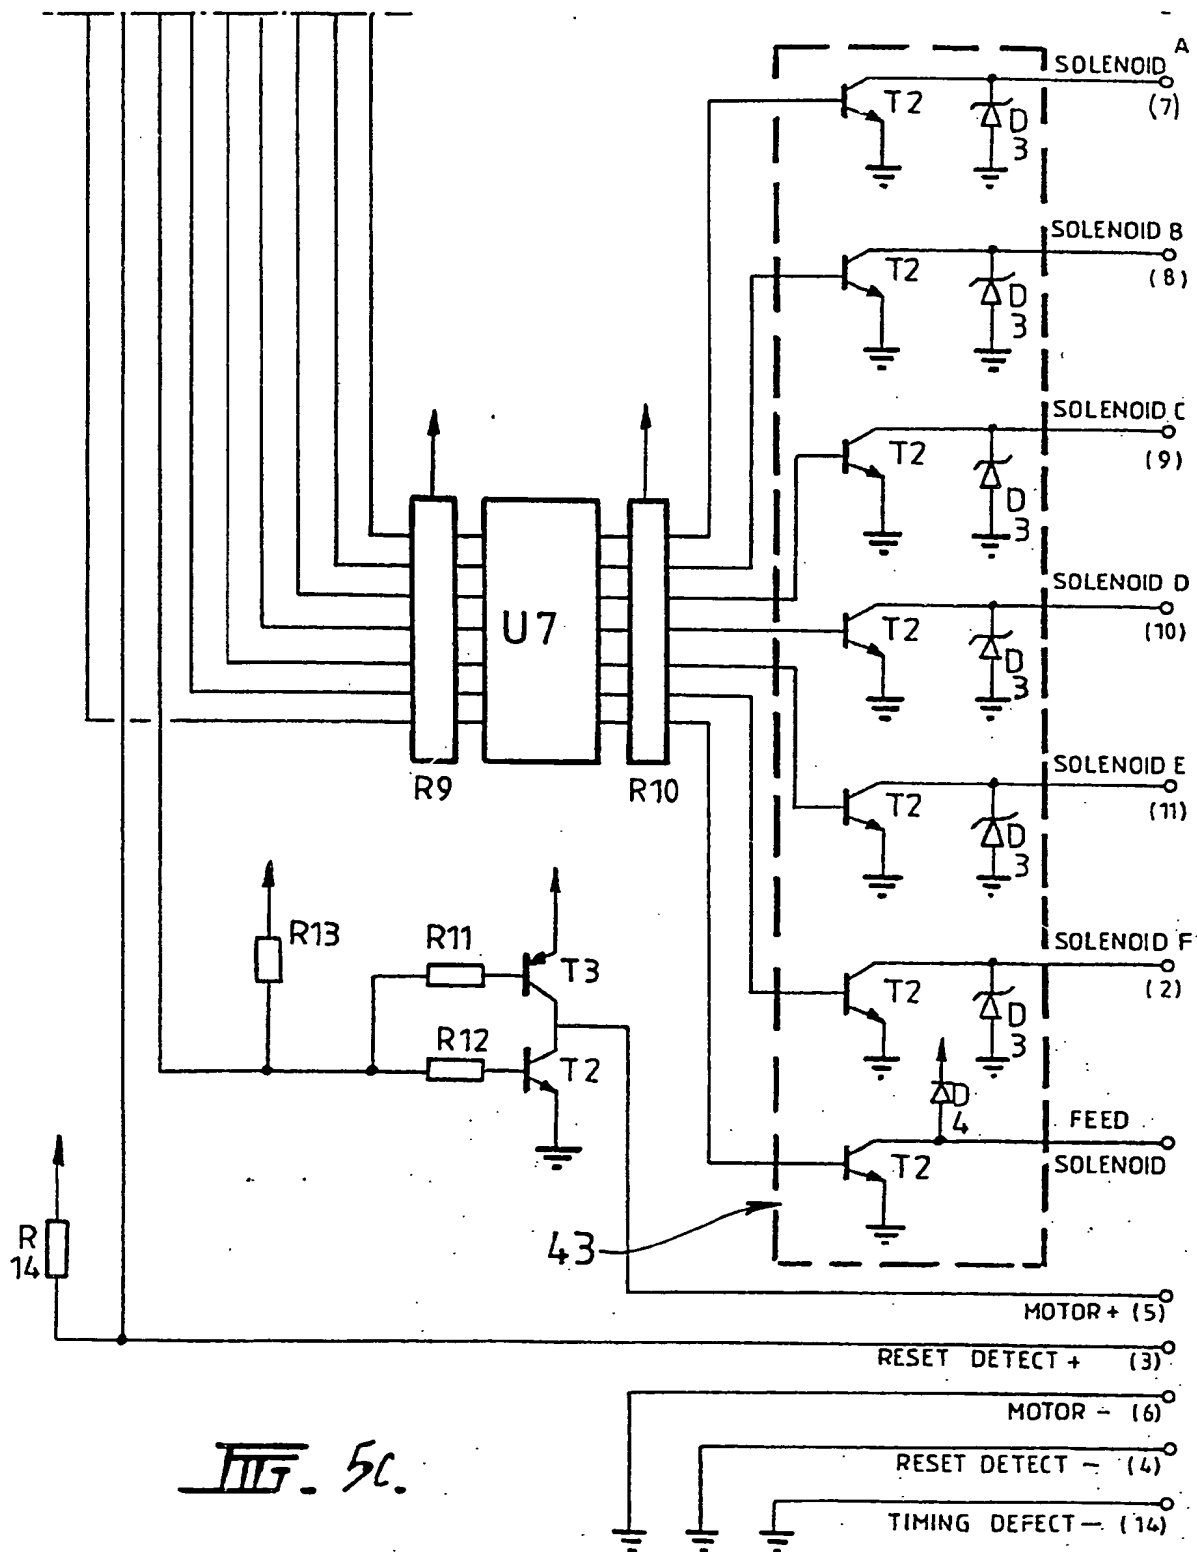 A
SOLENOID
(7)
T2
D
3
SOLENOID B
(8)
T2
D
3
SOLENOID C
(9)
T2
D
3
SOLENOID D
(10)
T2
D
3
U7
R9
R10
SOLENOID E
(11)
T2
D
3
R13
R11
T3
SOLENOID F
(2)
T2
D
3
R12
T2
D
4
FEED
SOLENOID
T2
R
14
43
MOTOR + (5)
RESET DETECT + (3)
MOTOR - (6)
RESET DETECT - (4)
TIMING DEFECT - (14)
FIG. 5C.